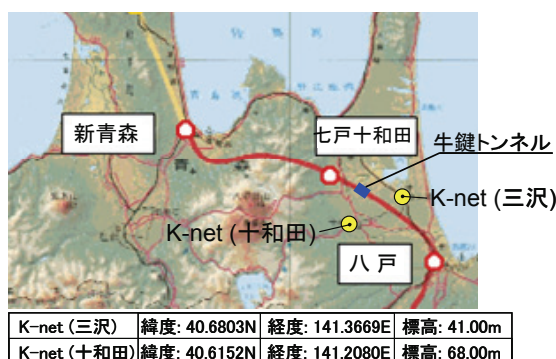 新青森
七戸十和田
牛鍵トンネル
K-net (三沢)
K-net (十和田)
八 戸
青
森
K-net (三沢) 緯度: 40.6803N 経度: 141.3669E 標高: 41.00m
K-net (十和田) 緯度: 40.6152N 経度: 141.2080E 標高: 68.00m